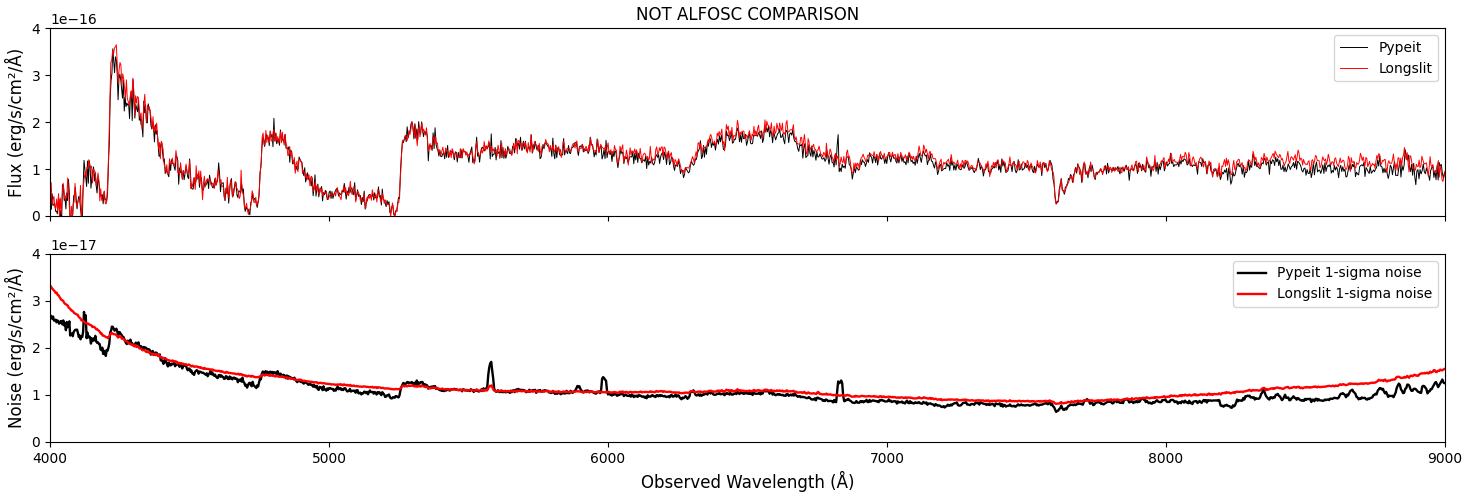 NOT ALFOSC COMPARISON
1e−16
Flux (erg/s/cm²/Å)
4
3
2
1
0
Pypeit
Longslit
1e−17
Noise (erg/s/cm²/Å)
4
3
2
1
0
Pypeit 1-sigma noise
Longslit 1-sigma noise
4000 5000 6000 7000 8000 9000
Observed Wavelength (Å)